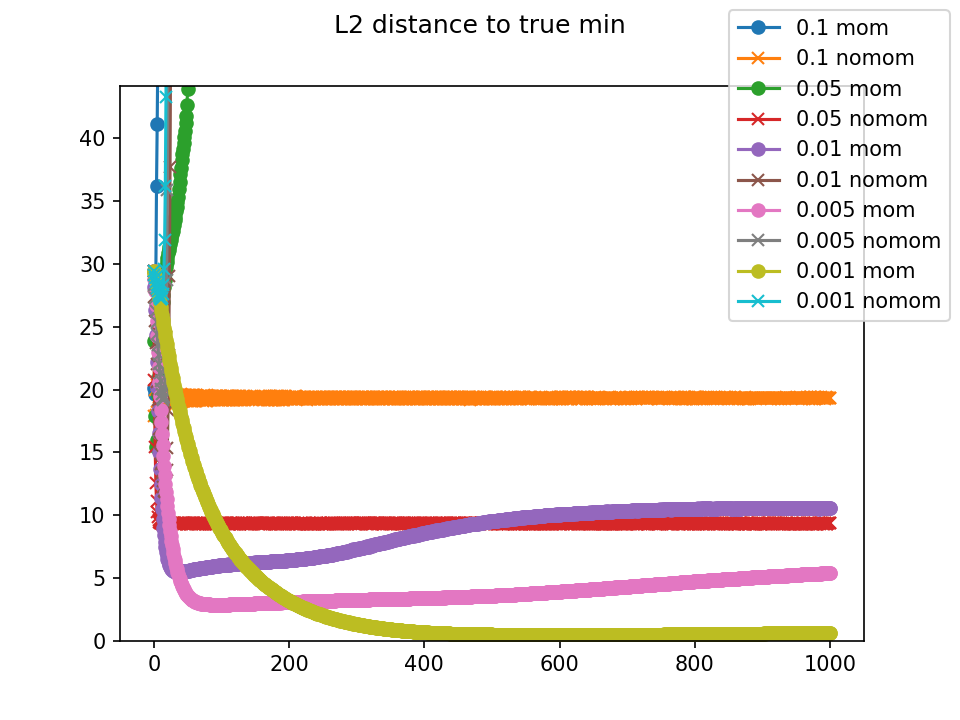 L2 distance to true min
0.1 mom
0.1 nomom
0.05 mom
0.05 nomom
0.01 mom
0.01 nomom
0.005 mom
0.005 nomom
0.001 mom
0.001 nomom
40
35
30
25
20
15
10
5
0
0 200 400 600 800 1000